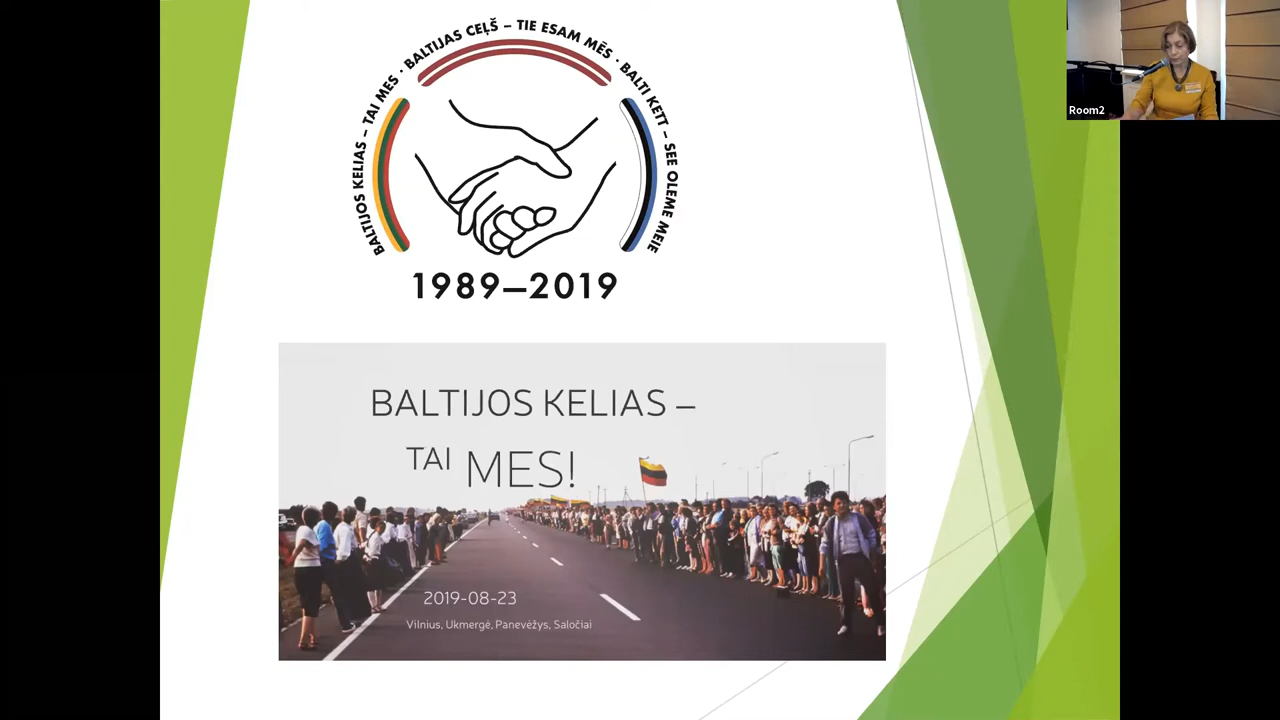 BALTIJOS KELIAS – TAI MES · BALTIJAS CEĻŠ – TIE ESAM MĒS · BALTI KETT – SEE OLEME MEIE
1989–2019
BALTIJOS KELIAS –
TAI MES!
2019-08-23
Vilnius, Ukmergė, Panevėžys, Saločiai
Room2